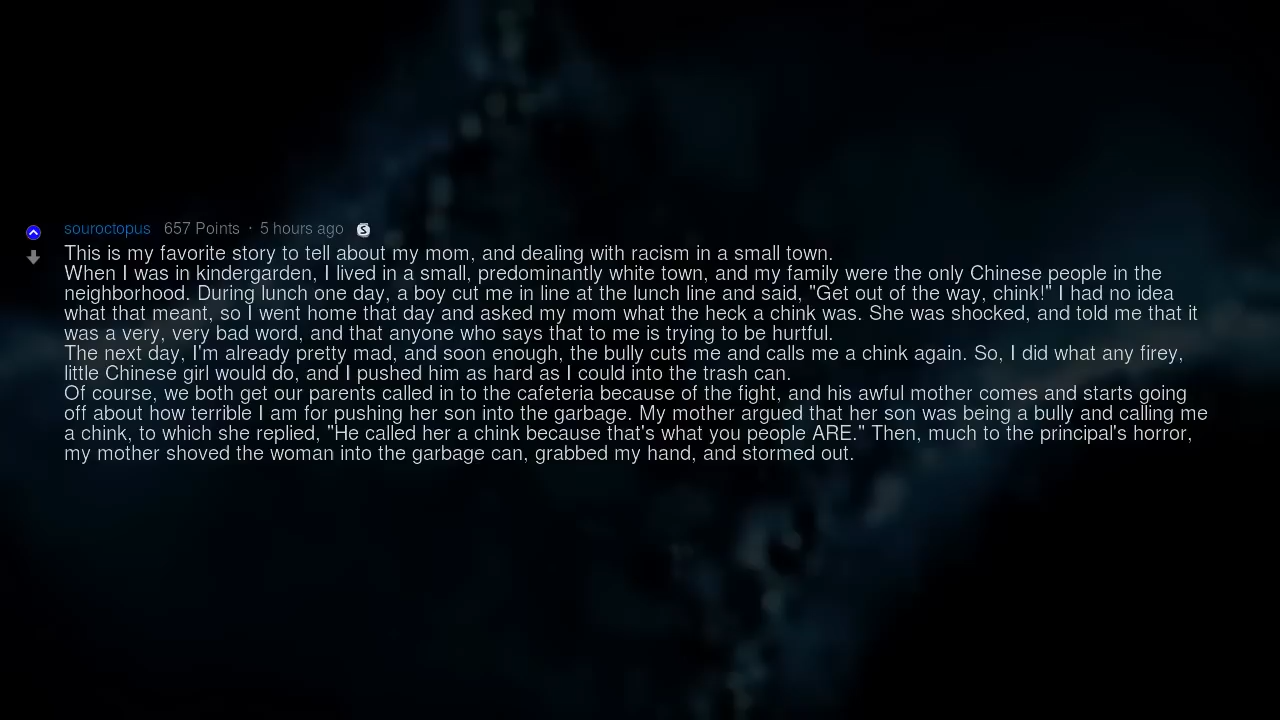 souroctopus 657 Points · 5 hours ago S
This is my favorite story to tell about my mom, and dealing with racism in a small town.
When I was in kindergarden, I lived in a small, predominantly white town, and my family were the only Chinese people in the
neighborhood. During lunch one day, a boy cut me in line at the lunch line and said, "Get out of the way, chink!" I had no idea
what that meant, so I went home that day and asked my mom what the heck a chink was. She was shocked, and told me that it
was a very, very bad word, and that anyone who says that to me is trying to be hurtful.
The next day, I'm already pretty mad, and soon enough, the bully cuts me and calls me a chink again. So, I did what any firey,
little Chinese girl would do, and I pushed him as hard as I could into the trash can.
Of course, we both get our parents called in to the cafeteria because of the fight, and his awful mother comes and starts going
off about how terrible I am for pushing her son into the garbage. My mother argued that her son was being a bully and calling me
a chink, to which she replied, "He called her a chink because that's what you people ARE." Then, much to the principal's horror,
my mother shoved the woman into the garbage can, grabbed my hand, and stormed out.